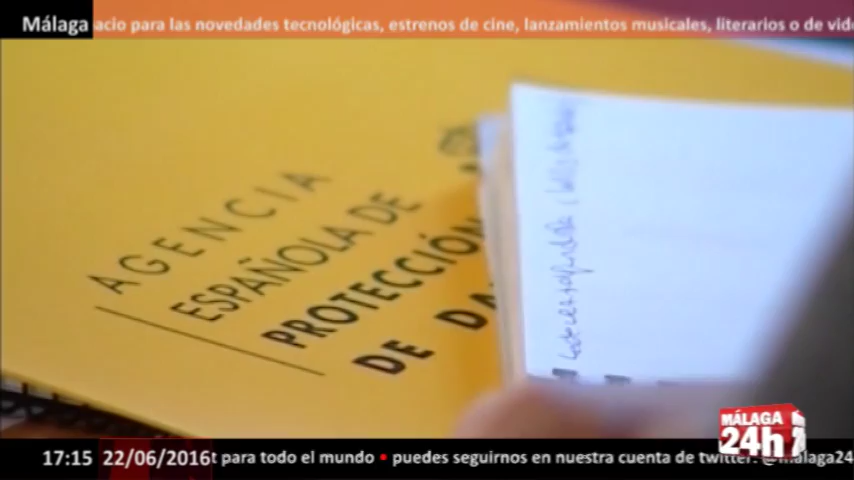 Málaga
acio para las novedades tecnológicas, estrenos de cine, lanzamientos musicales, literarios o de vide
AGENCIA
ESPAÑOLA DE
PROTECCIÓN
DE DA
MÁLAGA
24h
17:15 22/06/2016 t para todo el mundo • puedes seguirnos en nuestra cuenta de twitter: @malaga24